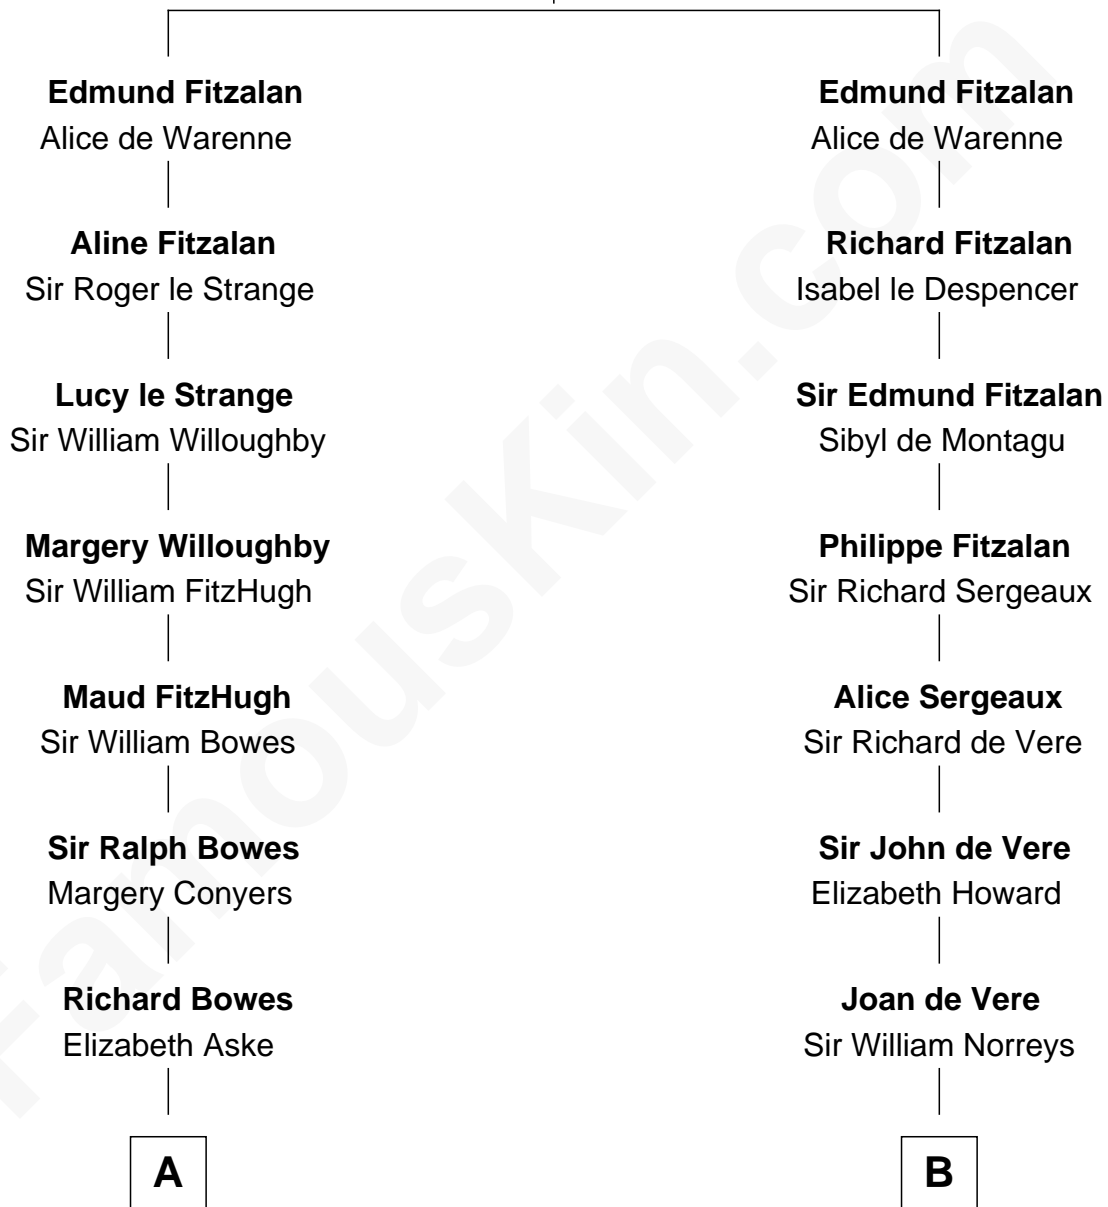 Edmund Fitzalan
Alice de Warenne
Aline Fitzalan
Sir Roger le Strange
Lucy le Strange
Sir William Willoughby
Margery Willoughby
Sir William FitzHugh
Maud FitzHugh
Sir William Bowes
Sir Ralph Bowes
Margery Conyers
Richard Bowes
Elizabeth Aske
A
Edmund Fitzalan
Alice de Warenne
Richard Fitzalan
Isabel le Despencer
Sir Edmund Fitzalan
Sibyl de Montagu
Philippe Fitzalan
Sir Richard Sergeaux
Alice Sergeaux
Sir Richard de Vere
Sir John de Vere
Elizabeth Howard
Joan de Vere
Sir William Norreys
B
FamousKin.com